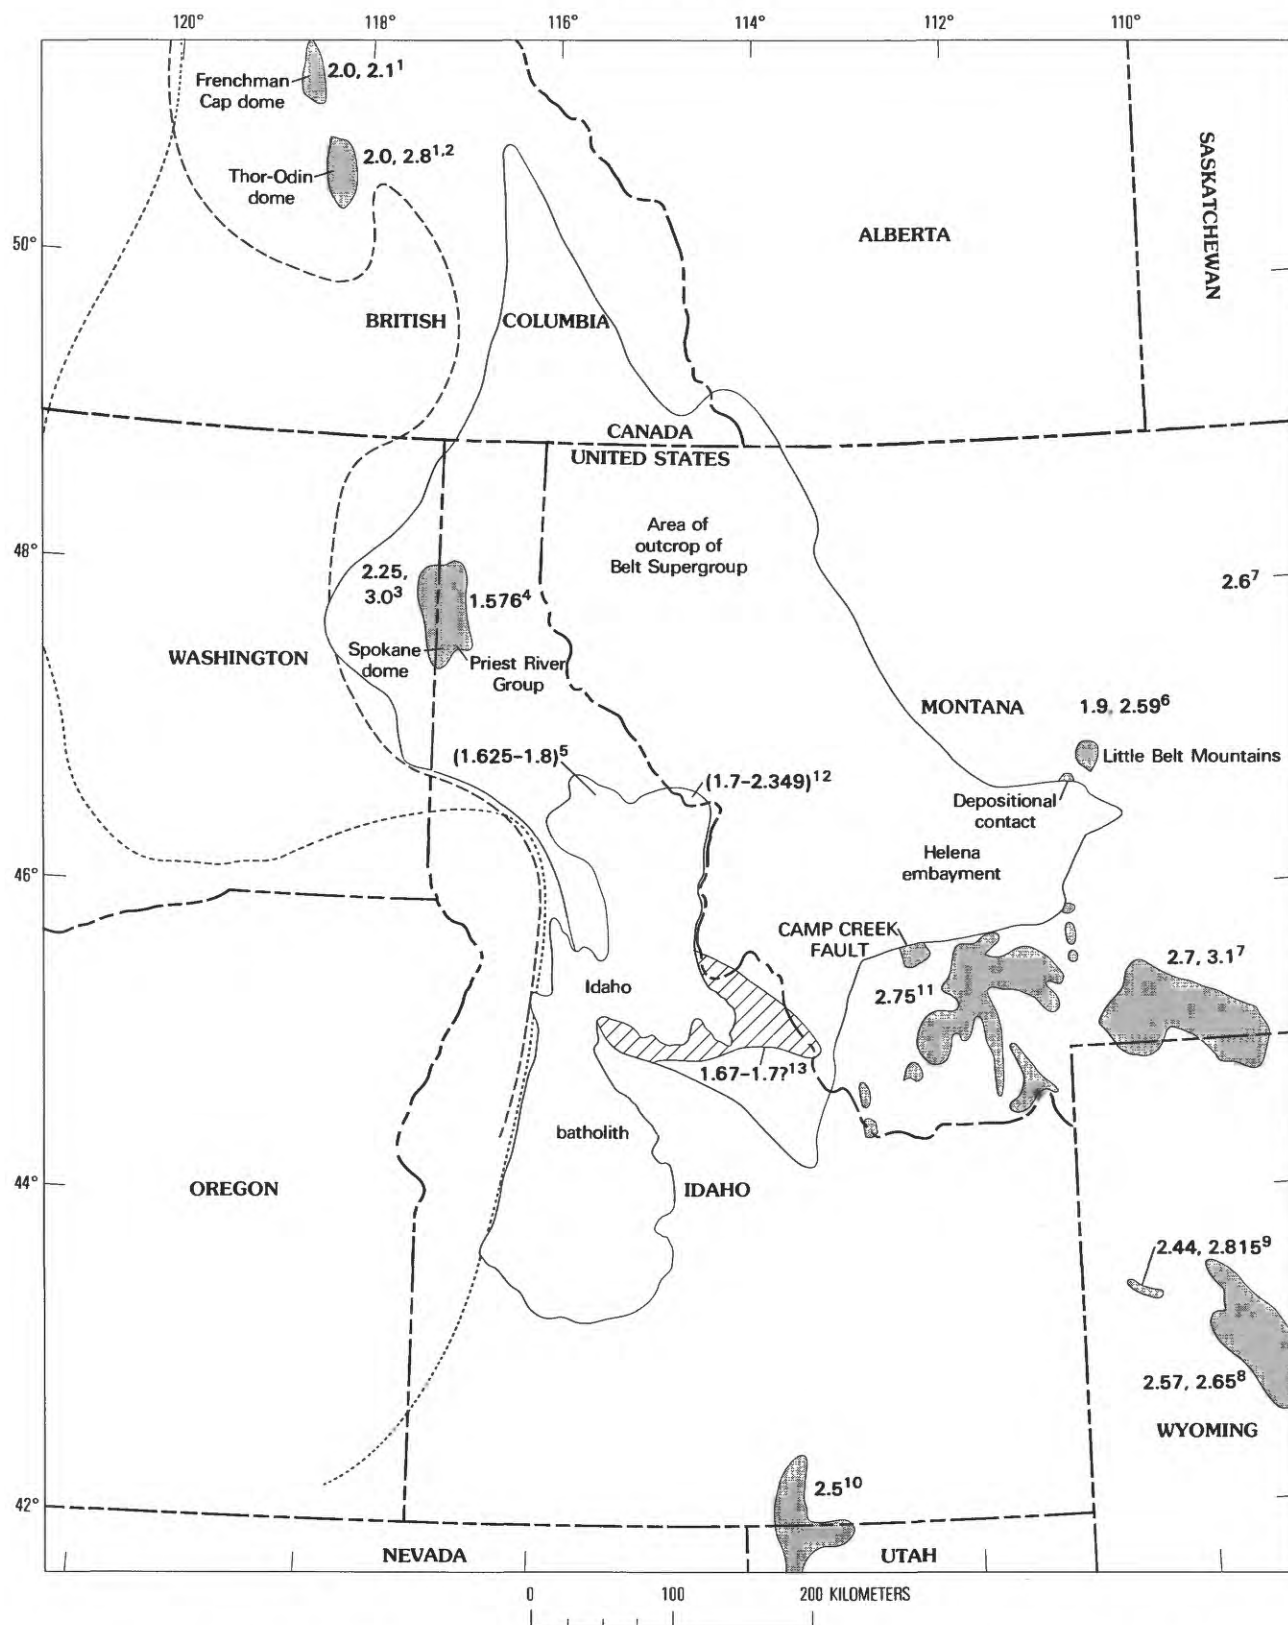 120°
118°
116°
114°
112°
110°
Frenchman
Cap dome
2.0, 2.1¹
Thor-Odin
dome
2.0, 2.8¹,²
SASKATCHEWAN
ALBERTA
50°
BRITISH
COLUMBIA
CANADA
UNITED STATES
Area of
outcrop of
Belt Supergroup
48°
2.25,
3.0³
1.576⁴
2.6⁷
Spokane
dome
Priest River
Group
WASHINGTON
MONTANA
1.9, 2.59⁶
Little Belt Mountains
(1.625–1.8)⁵
(1.7–2.349)¹²
Depositional
contact
Helena
embayment
46°
CAMP CREEK
FAULT
2.7, 3.1⁷
2.75¹¹
Idaho
1.67–1.7?¹³
batholith
44°
OREGON
IDAHO
2.44, 2.815⁹
2.57, 2.65⁸
WYOMING
2.5¹⁰
42°
NEVADA
UTAH
0
100
200 KILOMETERS